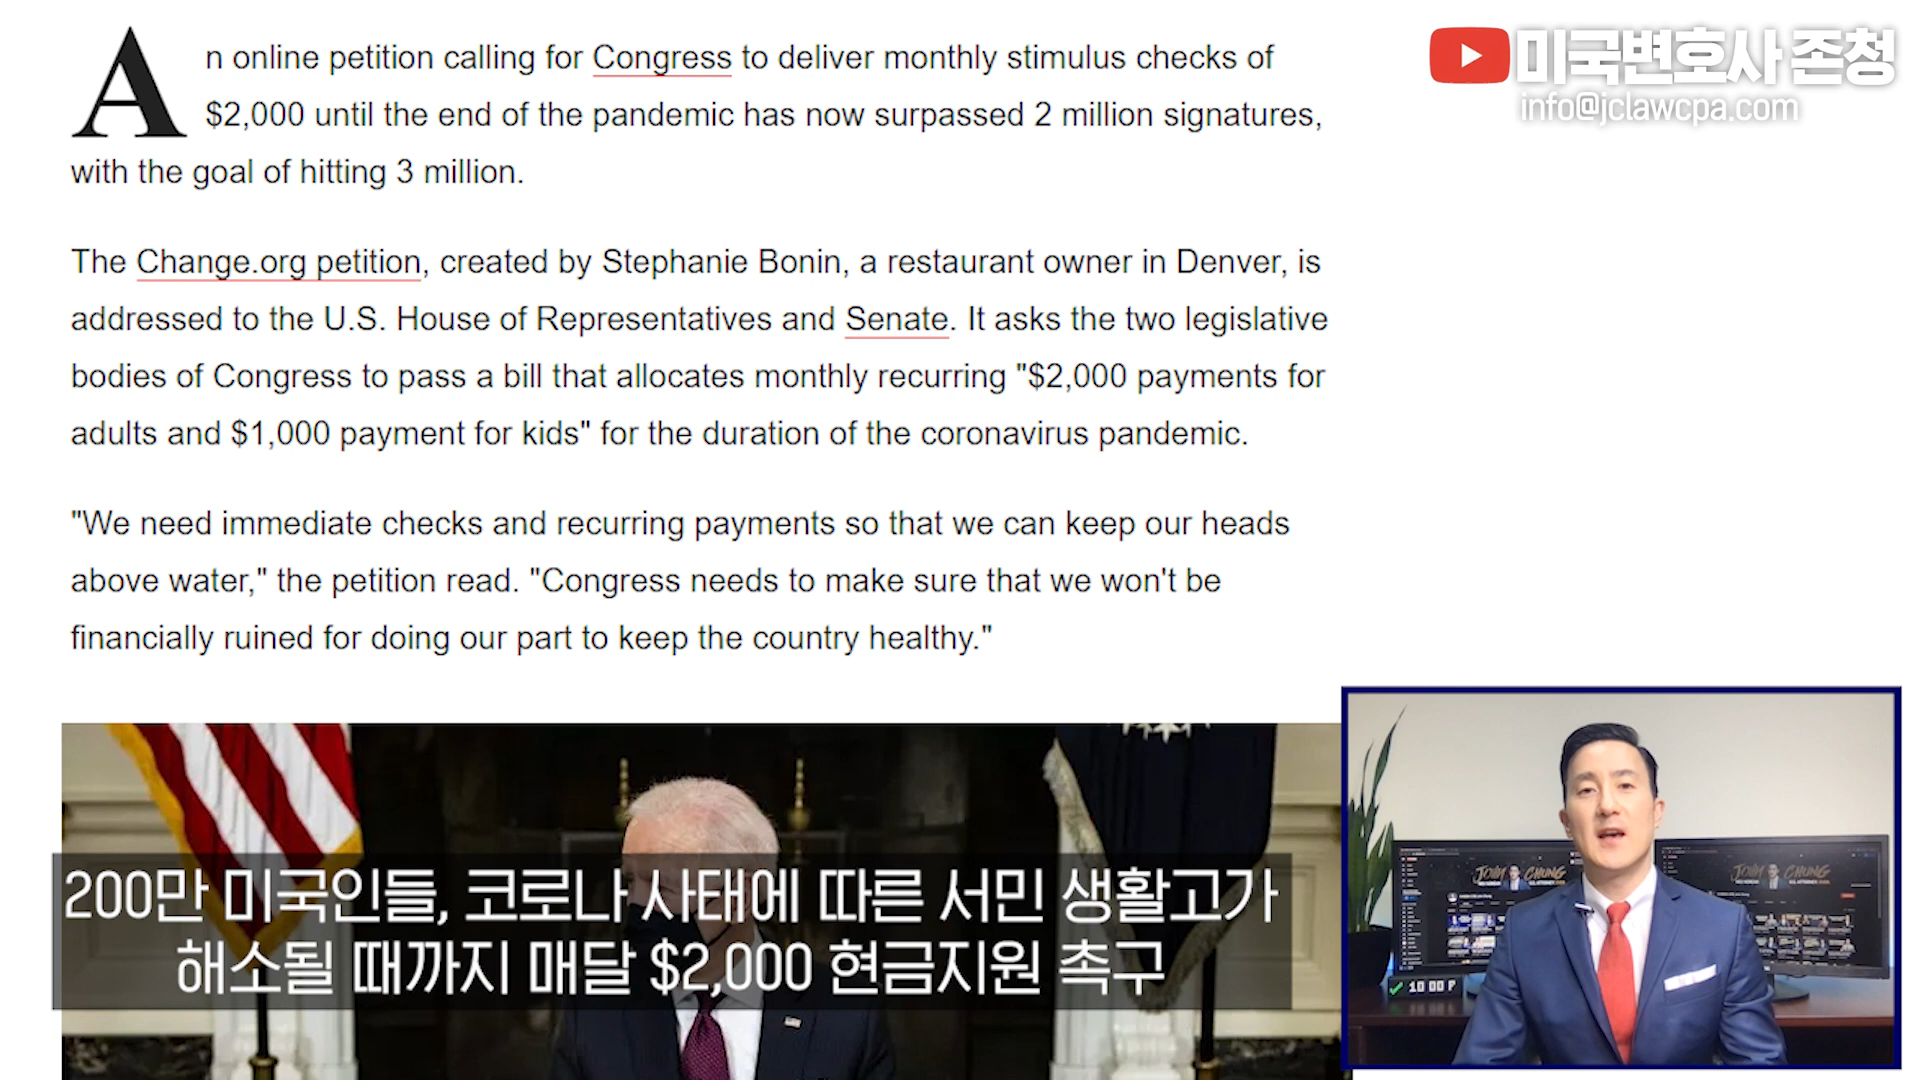 An online petition calling for Congress to deliver monthly stimulus checks of
$2,000 until the end of the pandemic has now surpassed 2 million signatures,
with the goal of hitting 3 million.
The Change.org petition, created by Stephanie Bonin, a restaurant owner in Denver, is
addressed to the U.S. House of Representatives and Senate. It asks the two legislative
bodies of Congress to pass a bill that allocates monthly recurring "$2,000 payments for
adults and $1,000 payment for kids" for the duration of the coronavirus pandemic.
"We need immediate checks and recurring payments so that we can keep our heads
above water," the petition read. "Congress needs to make sure that we won't be
financially ruined for doing our part to keep the country healthy."
미국변호사 존청
info@jclawcpa.com
200만 미국인들, 코로나 사태에 따른 서민 생활고가
해소될 때까지 매달 $2,000 현금지원 촉구
JOHN CHUNG
JOHN CHUNG
10 00 P